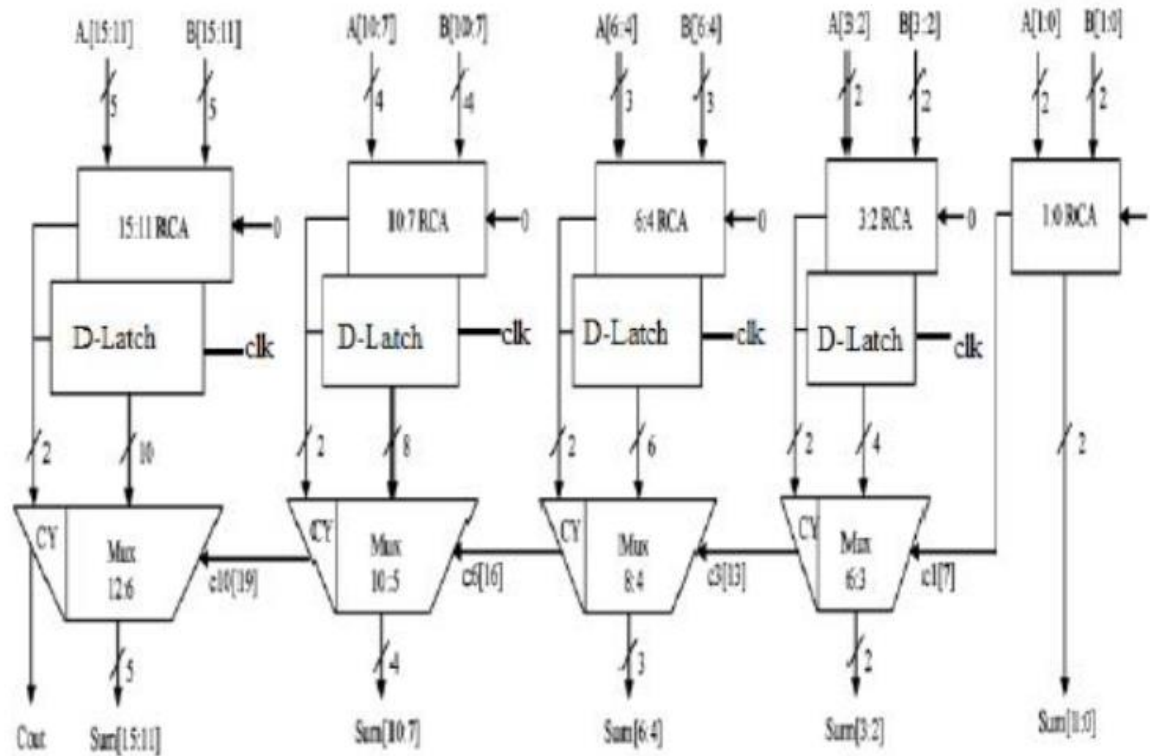 A.[15:11] B[15:11] A[10:7] B[10:7] A[6:4] B[6:4] A[3:2] B[3:2] A[1:0] B[1:0]
5 5 4 4 3 3 2 2 2 2
15:11 RCA 0 10:7 RCA 0 6:4 RCA 0 3:2 RCA 0 1:0 RCA
D-Latch clk D-Latch clk D-Latch clk D-Latch clk
2 10 2 8 2 6 2 4 2
CY Mux 12:6 c10[19] CY Mux 10:5 c6[16] CY Mux 8:4 c3[13] CY Mux 6:3 c1[7]
5 4 3 2
Cout Sum[15:11] Sum[10:7] Sum[6:4] Sum[3:2] Sum[1:0]